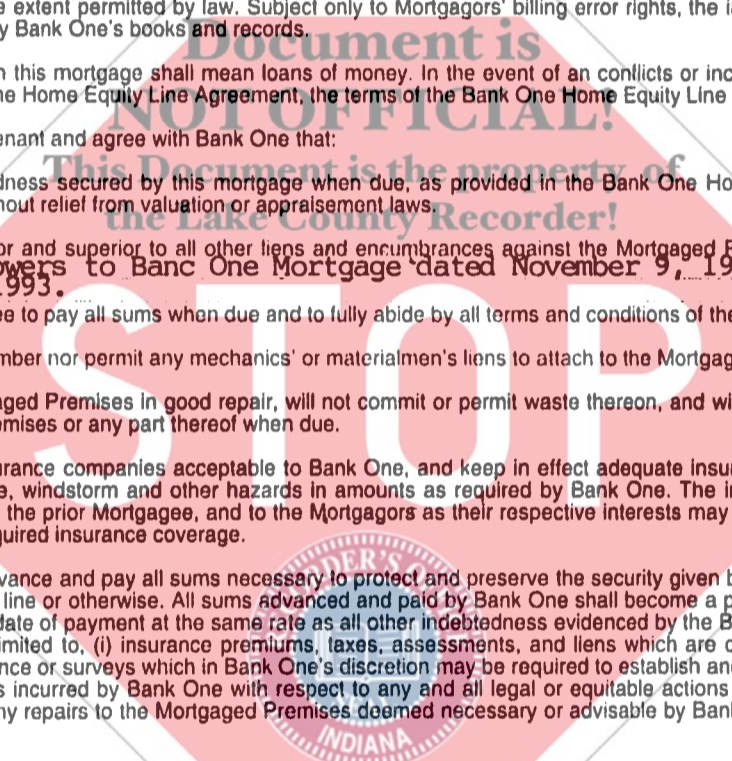 e extent permitted by law. Subject only to Mortgagors' billing error rights, the i
y Bank One's books and records.
Document is
n this mortgage shall mean loans of money. In the event of an conflicts or inc
ne Home Equity Line Agreement, the terms of the Bank One Home Equity Line
NOT OFFICIAL!
enant and agree with Bank One that:
This Document is the property of
dness secured by this mortgage when due, as provided in the Bank One Ho
hout relief from valuation or appraisement laws.
the Lake County Recorder!
or and superior to all other liens and encumbrances against the Mortgaged P
owers to Banc One Mortgage dated November 9, 19
1993.
ee to pay all sums when due and to fully abide by all terms and conditions of the
STOP
mber nor permit any mechanics' or materialmen's liens to attach to the Mortgag
aged Premises in good repair, will not commit or permit waste thereon, and wi
emises or any part thereof when due.
urance companies acceptable to Bank One, and keep in effect adequate insu
e, windstorm and other hazards in amounts as required by Bank One. The in
the prior Mortgagee, and to the Mortgagors as their respective interests may
quired insurance coverage.
RECORDER'S
vance and pay all sums necessary to protect and preserve the security given b
line or otherwise. All sums advanced and paid by Bank One shall become a p
date of payment at the same rate as all other indebtedness evidenced by the B
imited to, (i) insurance premiums, taxes, assessments, and liens which are o
nce or surveys which in Bank One's discretion may be required to establish and
s incurred by Bank One with respect to any and all legal or equitable actions
ny repairs to the Mortgaged Premises deemed necessary or advisable by Bank
INDIANA